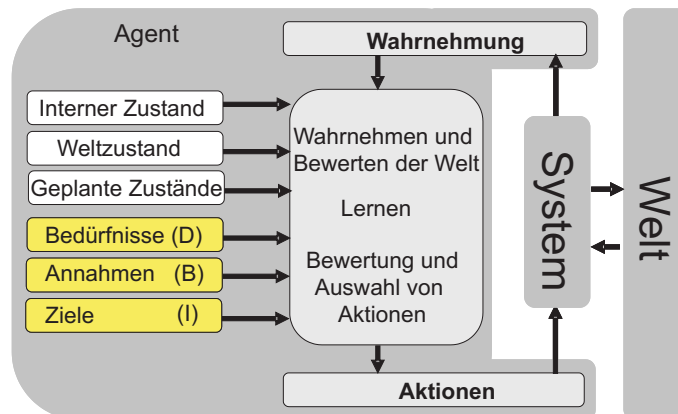 Agent
Wahrnehmung
Interner Zustand
Weltzustand
Geplante Zustände
Bedürfnisse (D)
Annahmen (B)
Ziele (I)
Wahrnehmen und
Bewerten der Welt
Lernen
Bewertung und
Auswahl von
Aktionen
Aktionen
System
Welt